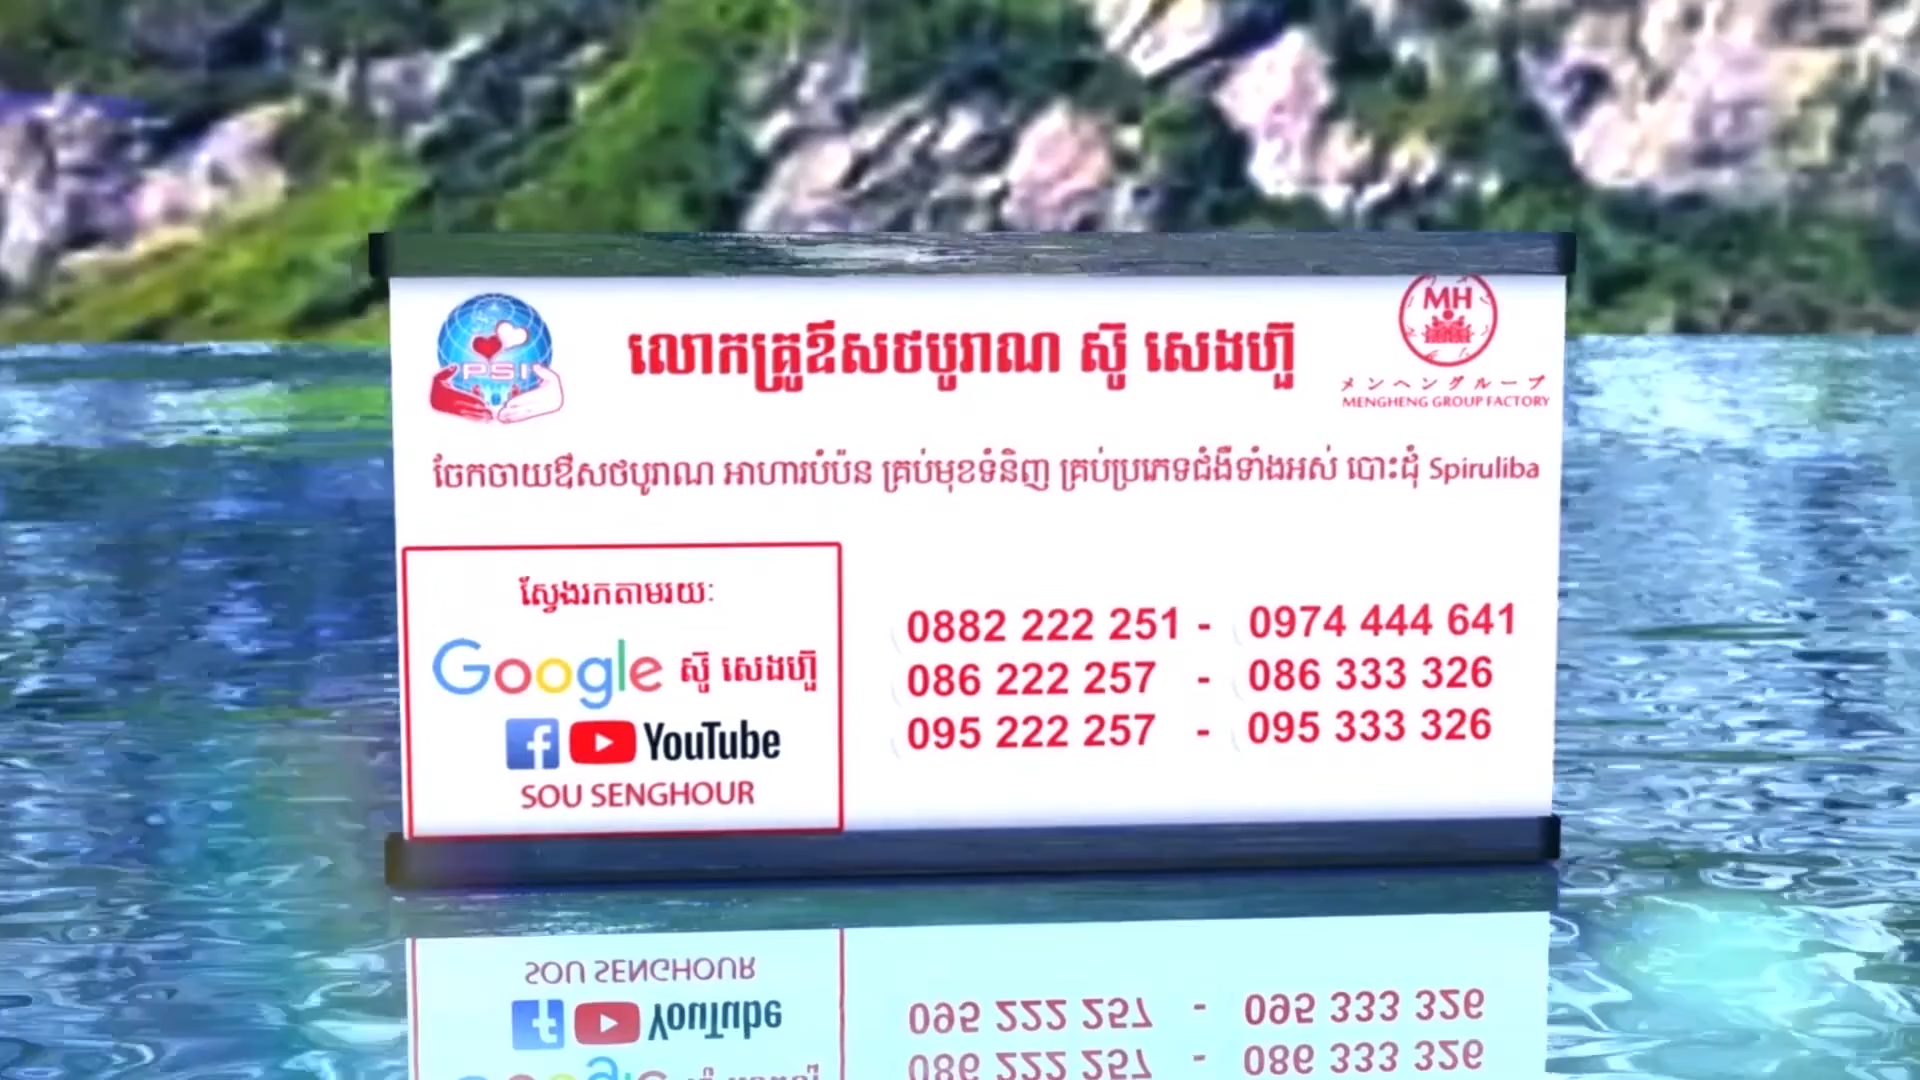 PSI
លោកគ្រូឱសថបូរាណ ស៊ូ សេងហ៊ួ
MH
メンヘングループ
MENGHENG GROUP FACTORY
ចែកចាយឱសថបូរាណ អាហារបំប៉ន គ្រប់មុខទំនិញ គ្រប់ប្រភេទជំងឺទាំងអស់ បោះដុំ Spiruliba
ស្វែងរកតាមរយៈ
Google ស៊ូ សេងហ៊ួ
YouTube
SOU SENGHOUR
0882 222 251 - 0974 444 641
086 222 257 - 086 333 326
095 222 257 - 095 333 326